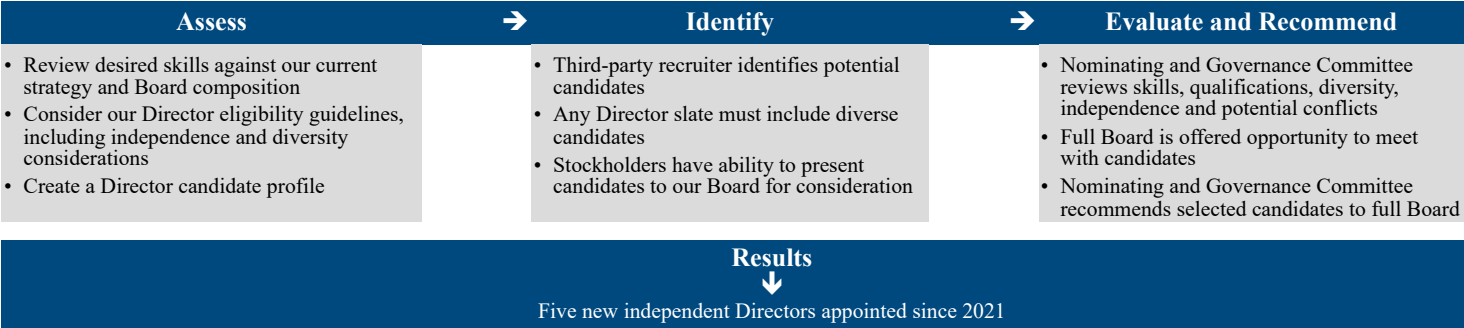 Assess ➔ Identify ➔ Evaluate and Recommend
• Review desired skills against our current
strategy and Board composition
• Consider our Director eligibility guidelines,
including independence and diversity
considerations
• Create a Director candidate profile
• Third-party recruiter identifies potential
candidates
• Any Director slate must include diverse
candidates
• Stockholders have ability to present
candidates to our Board for consideration
• Nominating and Governance Committee
reviews skills, qualifications, diversity,
independence and potential conflicts
• Full Board is offered opportunity to meet
with candidates
• Nominating and Governance Committee
recommends selected candidates to full Board
Results
Five new independent Directors appointed since 2021